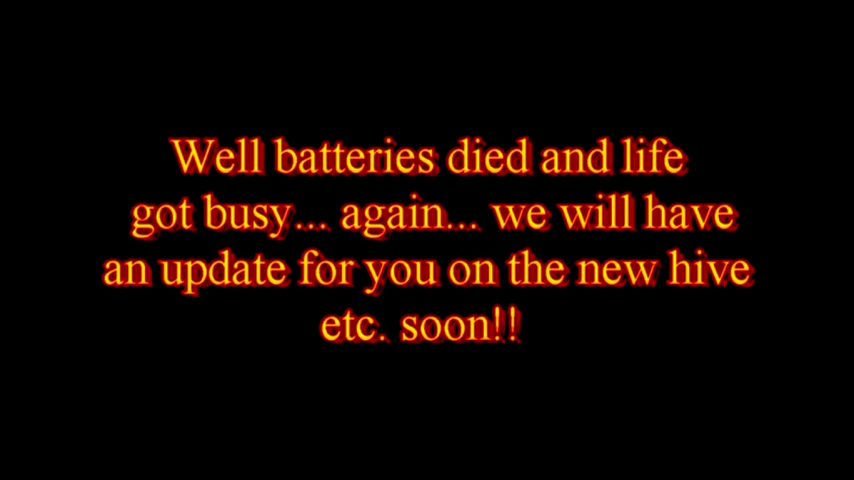 Well batteries died and life
got busy... again... we will have
an update for you on the new hive
etc. soon!!